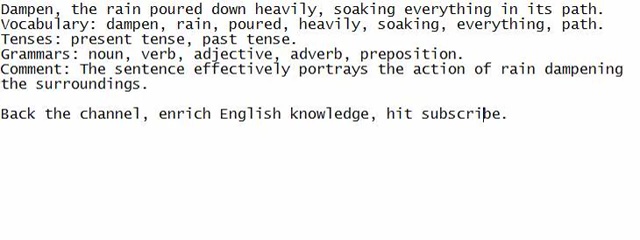 Dampen, the rain poured down heavily, soaking everything in its path.
Vocabulary: dampen, rain, poured, heavily, soaking, everything, path.
Tenses: present tense, past tense.
Grammars: noun, verb, adjective, adverb, preposition.
Comment: The sentence effectively portrays the action of rain dampening
the surroundings.
Back the channel, enrich English knowledge, hit subscribe.